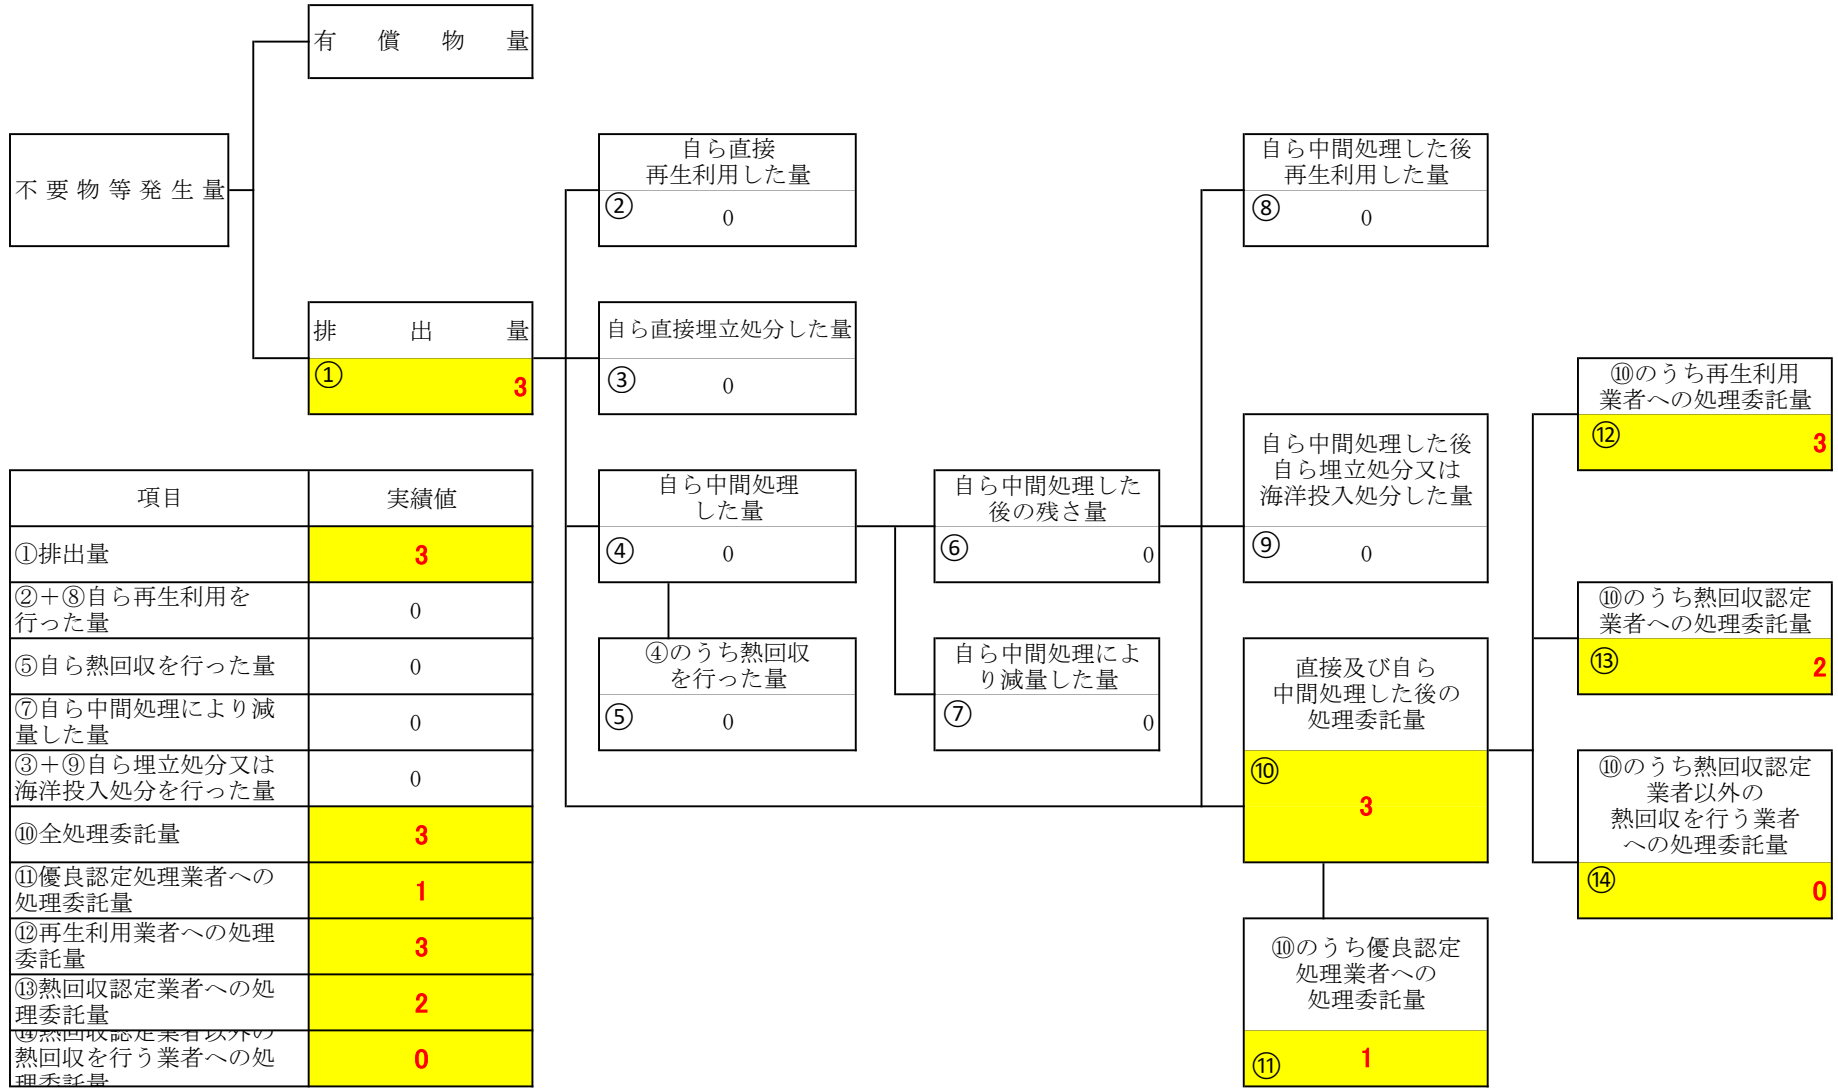 有償物量
不要物等発生量
自ら直接
再生利用した量
②
0
自ら中間処理した後
再生利用した量
⑧
0
排出量
①
3
自ら直接埋立処分した量
③
0
⑩のうち再生利用
業者への処理委託量
⑫
3
自ら中間処理
した量
④
0
自ら中間処理した
後の残さ量
⑥
0
自ら中間処理した後
自ら埋立処分又は
海洋投入処分した量
⑨
0
⑩のうち熱回収認定
業者への処理委託量
⑬
2
④のうち熱回収
を行った量
⑤
0
自ら中間処理によ
り減量した量
⑦
0
直接及び自ら
中間処理した後の
処理委託量
⑩
3
⑩のうち熱回収認定
業者以外の
熱回収を行う業者
への処理委託量
⑭
0
⑩のうち優良認定
処理業者への
処理委託量
⑪
1
項目
実績値
①排出量
3
②+⑧自ら再生利用を
行った量
0
⑤自ら熱回収を行った量
0
⑦自ら中間処理により減
量した量
0
③+⑨自ら埋立処分又は
海洋投入処分を行った量
0
⑩全処理委託量
3
⑪優良認定処理業者への
処理委託量
1
⑫再生利用業者への処理
委託量
3
⑬熱回収認定業者への処
理委託量
2
⑭熱回収認定業者以外の
熱回収を行う業者への処
理委託量
0